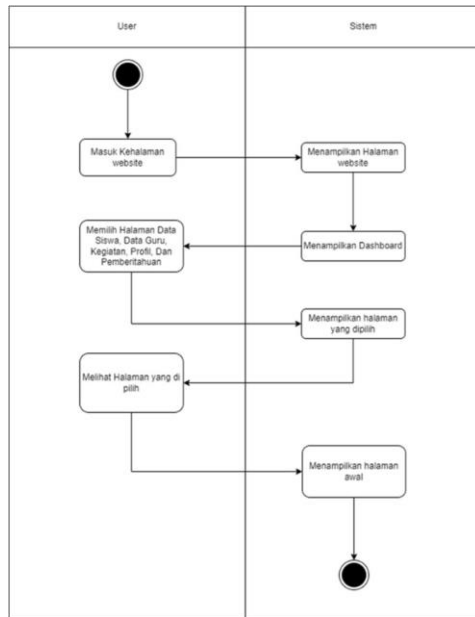 User
Sistem
Masuk Kehalaman
website
Menampilkan Halaman
website
Memilih Halaman Data
Siswa, Data Guru,
Kegiatan, Profil, Dan
Pemberitahuan
Menampilkan Dashboard
Menampilkan halaman
yang dipilih
Melihat Halaman yang di
pilih
Menampilkan halaman
awal